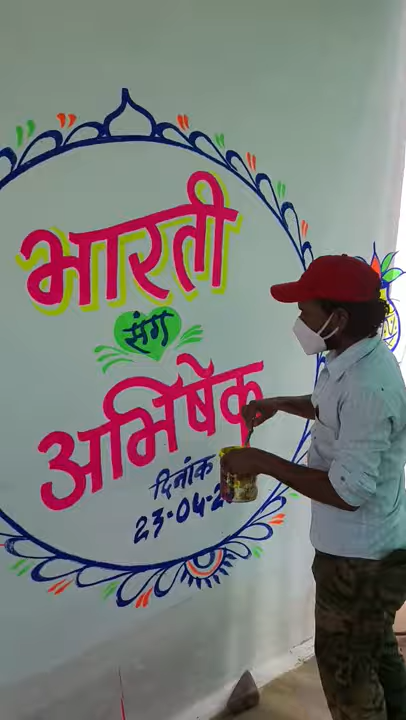 भारती
संग
अभिषेक
दिनांक
23-04-2